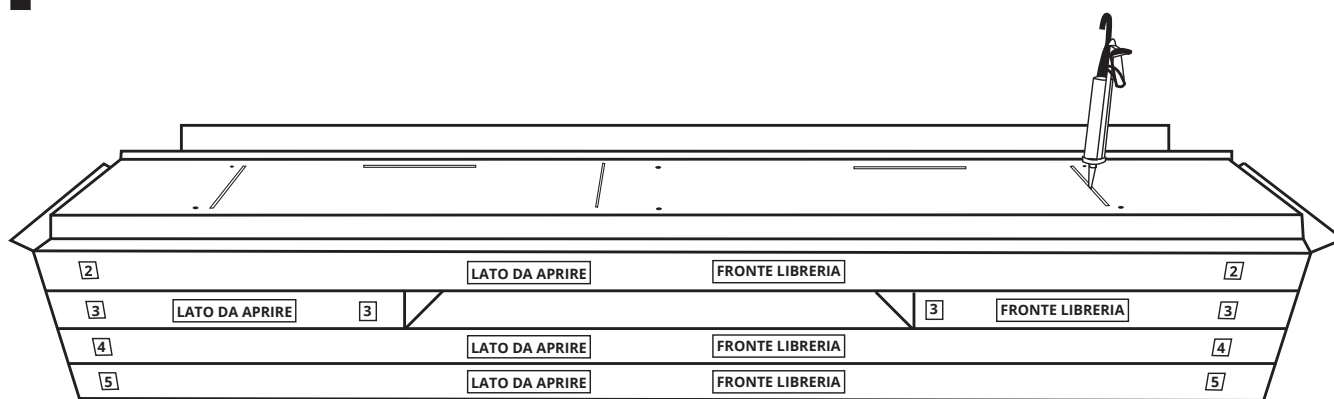 2 LATO DA APRIRE FRONTE LIBRERIA 2
3 LATO DA APRIRE 3 3 FRONTE LIBRERIA 3
4 LATO DA APRIRE FRONTE LIBRERIA 4
5 LATO DA APRIRE FRONTE LIBRERIA 5